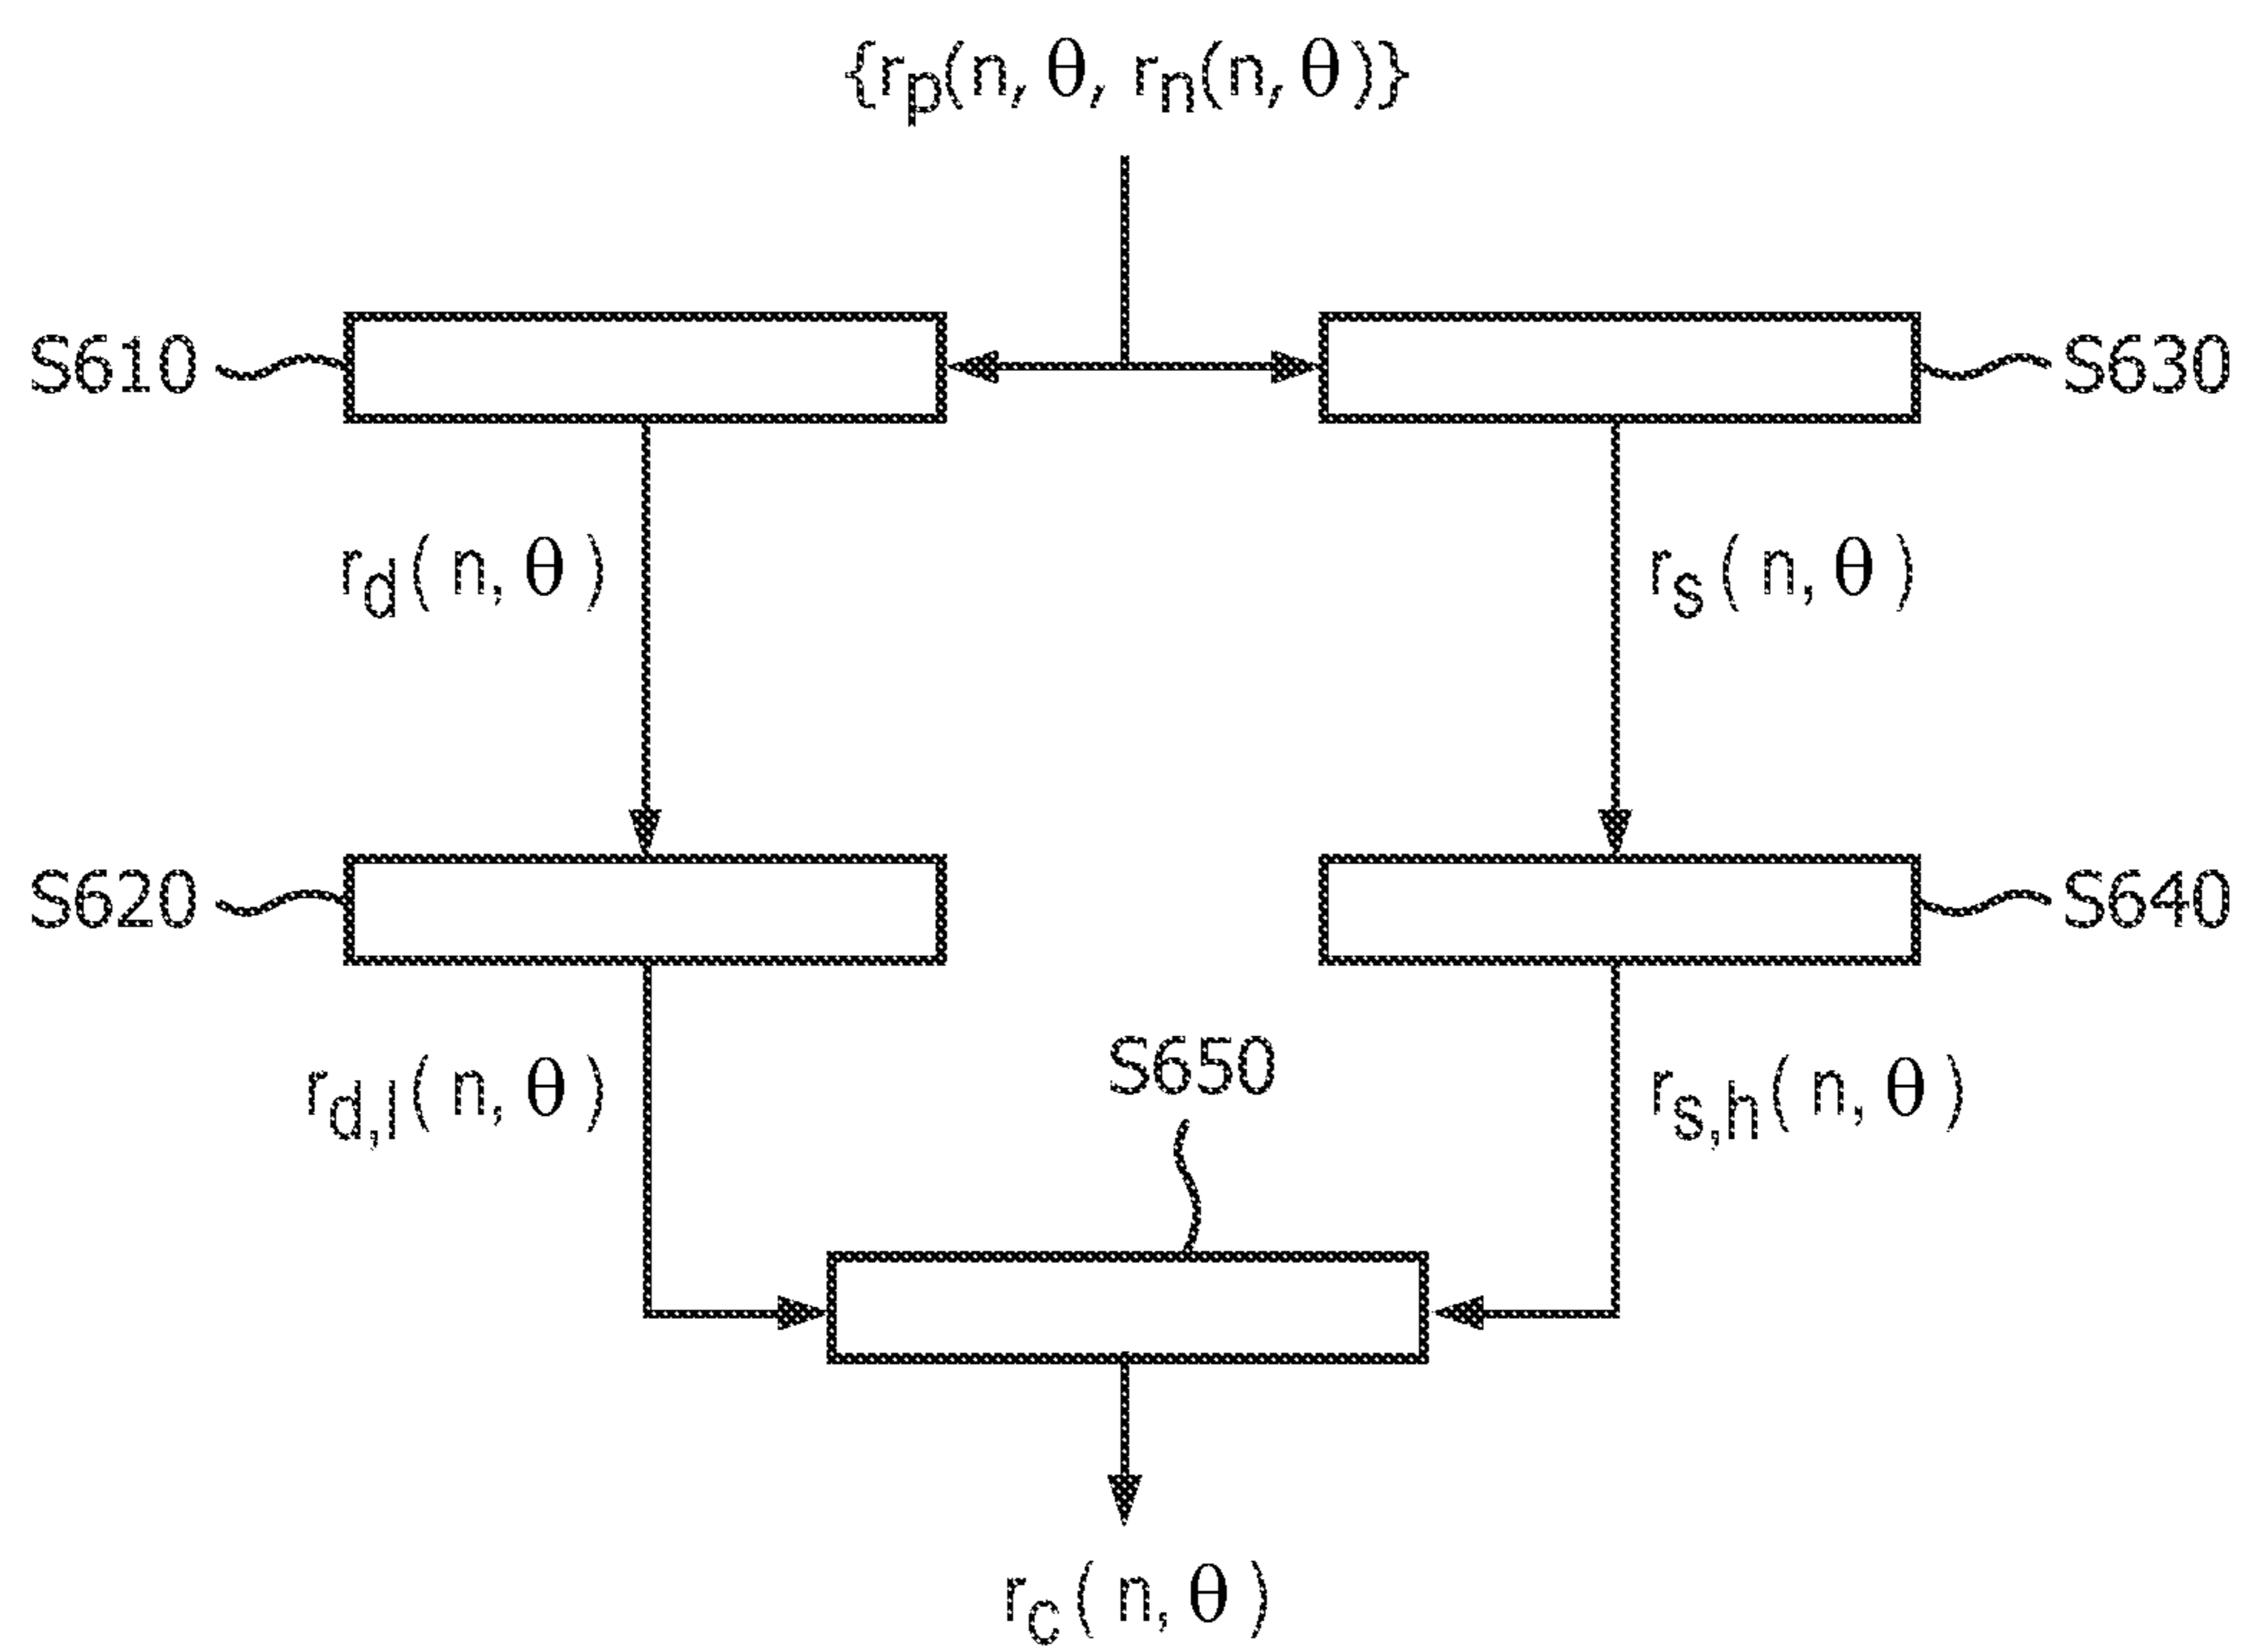 {rp(n, θ, rn(n, θ)}
S610
S630
rd( n, θ )
rs( n, θ )
S620
S640
S650
rd,l( n, θ )
rs,h( n, θ )
rc( n, θ )